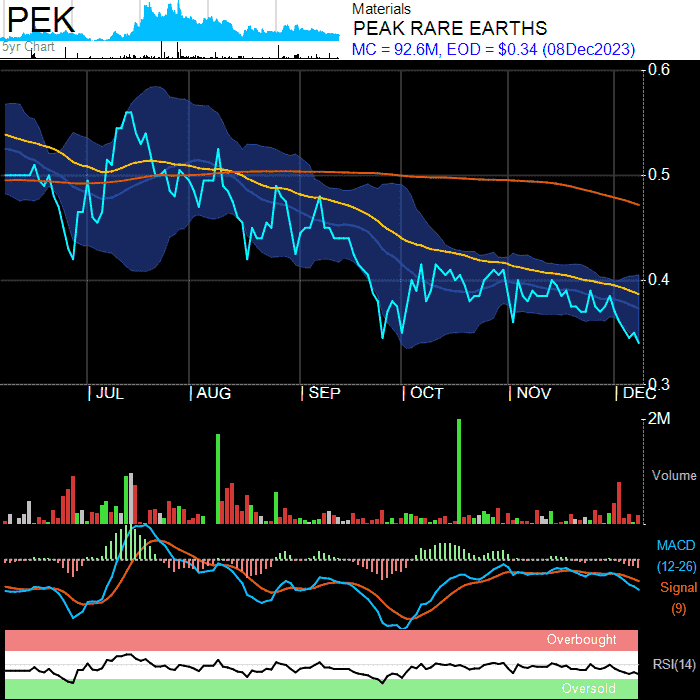 PEK
5yr Chart
Materials
PEAK RARE EARTHS
MC = 92.6M, EOD = $0.34 (08Dec2023)
0.6
0.5
0.4
0.3
JUL AUG SEP OCT NOV DEC
2M
Volume
MACD
(12-26)
Signal
(9)
Overbought
RSI(14)
Oversold